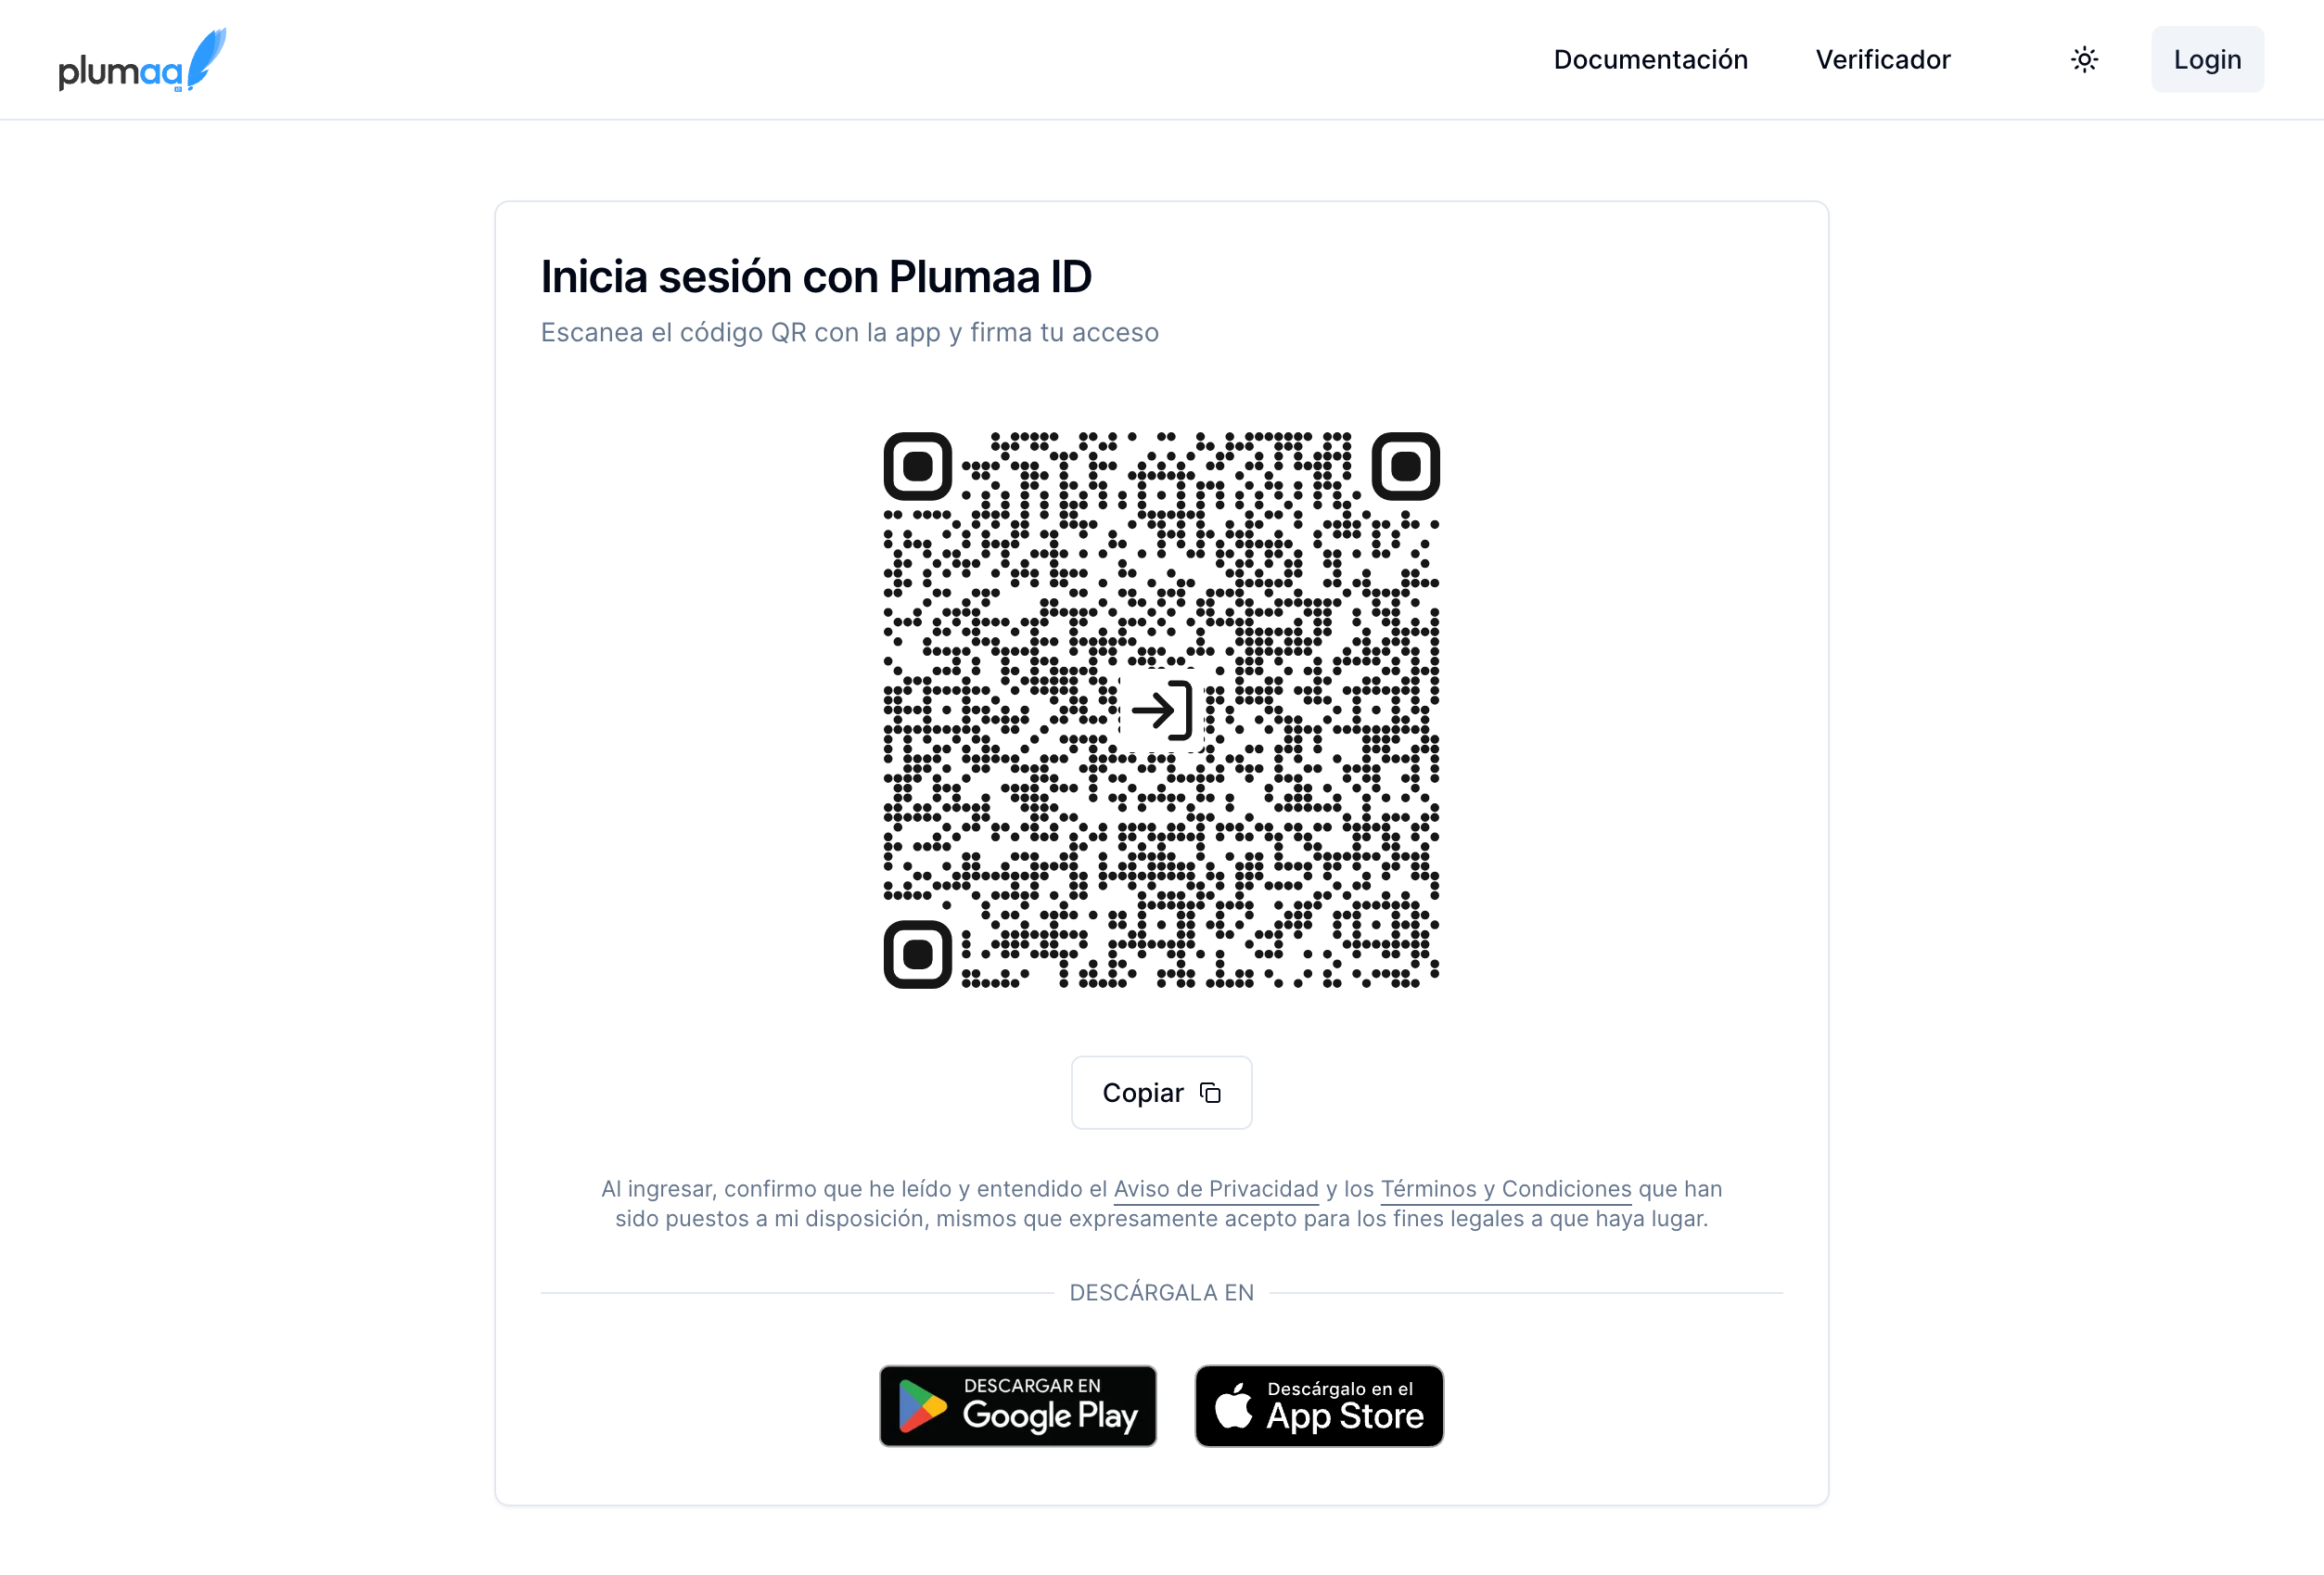 plumaa
Documentación
Verificador
Login
Inicia sesión con Plumaa ID
Escanea el código QR con la app y firma tu acceso
Copiar
Al ingresar, confirmo que he leído y entendido el Aviso de Privacidad y los Términos y Condiciones que han
sido puestos a mi disposición, mismos que expresamente acepto para los fines legales a que haya lugar.
DESCÁRGALA EN
DESCARGAR EN
Google Play
Descárgalo en el
App Store